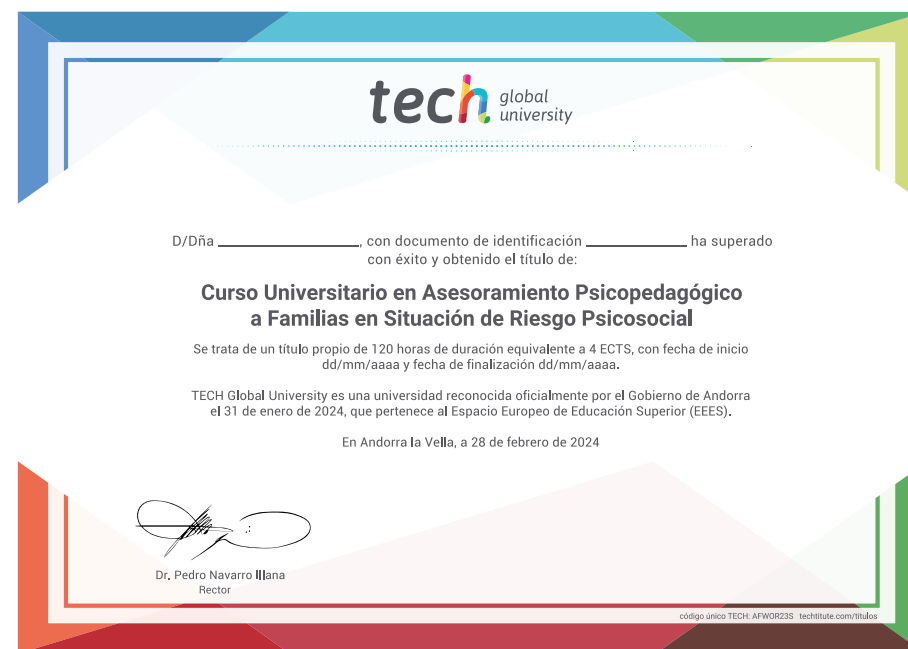 tech global university
D/Dña ______________, con documento de identificación __________ ha superado
con éxito y obtenido el título de:
Curso Universitario en Asesoramiento Psicopedagógico
a Familias en Situación de Riesgo Psicosocial
Se trata de un título propio de 120 horas de duración equivalente a 4 ECTS, con fecha de inicio
dd/mm/aaaa y fecha de finalización dd/mm/aaaa.
TECH Global University es una universidad reconocida oficialmente por el Gobierno de Andorra
el 31 de enero de 2024, que pertenece al Espacio Europeo de Educación Superior (EEES).
En Andorra la Vella, a 28 de febrero de 2024
Dr. Pedro Navarro Illana
Rector
código único TECH: AFWOR23S techtitute.com/titulos